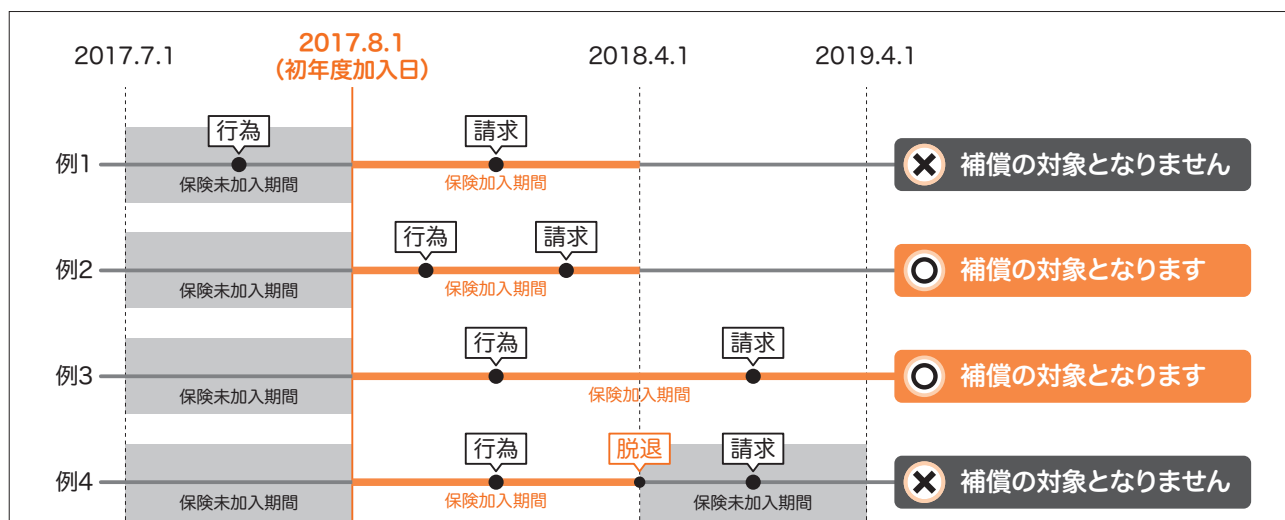 2017.7.1
2017.8.1
(初年度加入日)
2018.4.1
2019.4.1
例1
行為
請求
保険未加入期間
保険加入期間
補償の対象となりません
例2
行為
請求
保険未加入期間
保険加入期間
補償の対象となります
例3
行為
請求
保険未加入期間
保険加入期間
補償の対象となります
例4
行為
脱退
請求
保険未加入期間
保険加入期間
保険未加入期間
補償の対象となりません